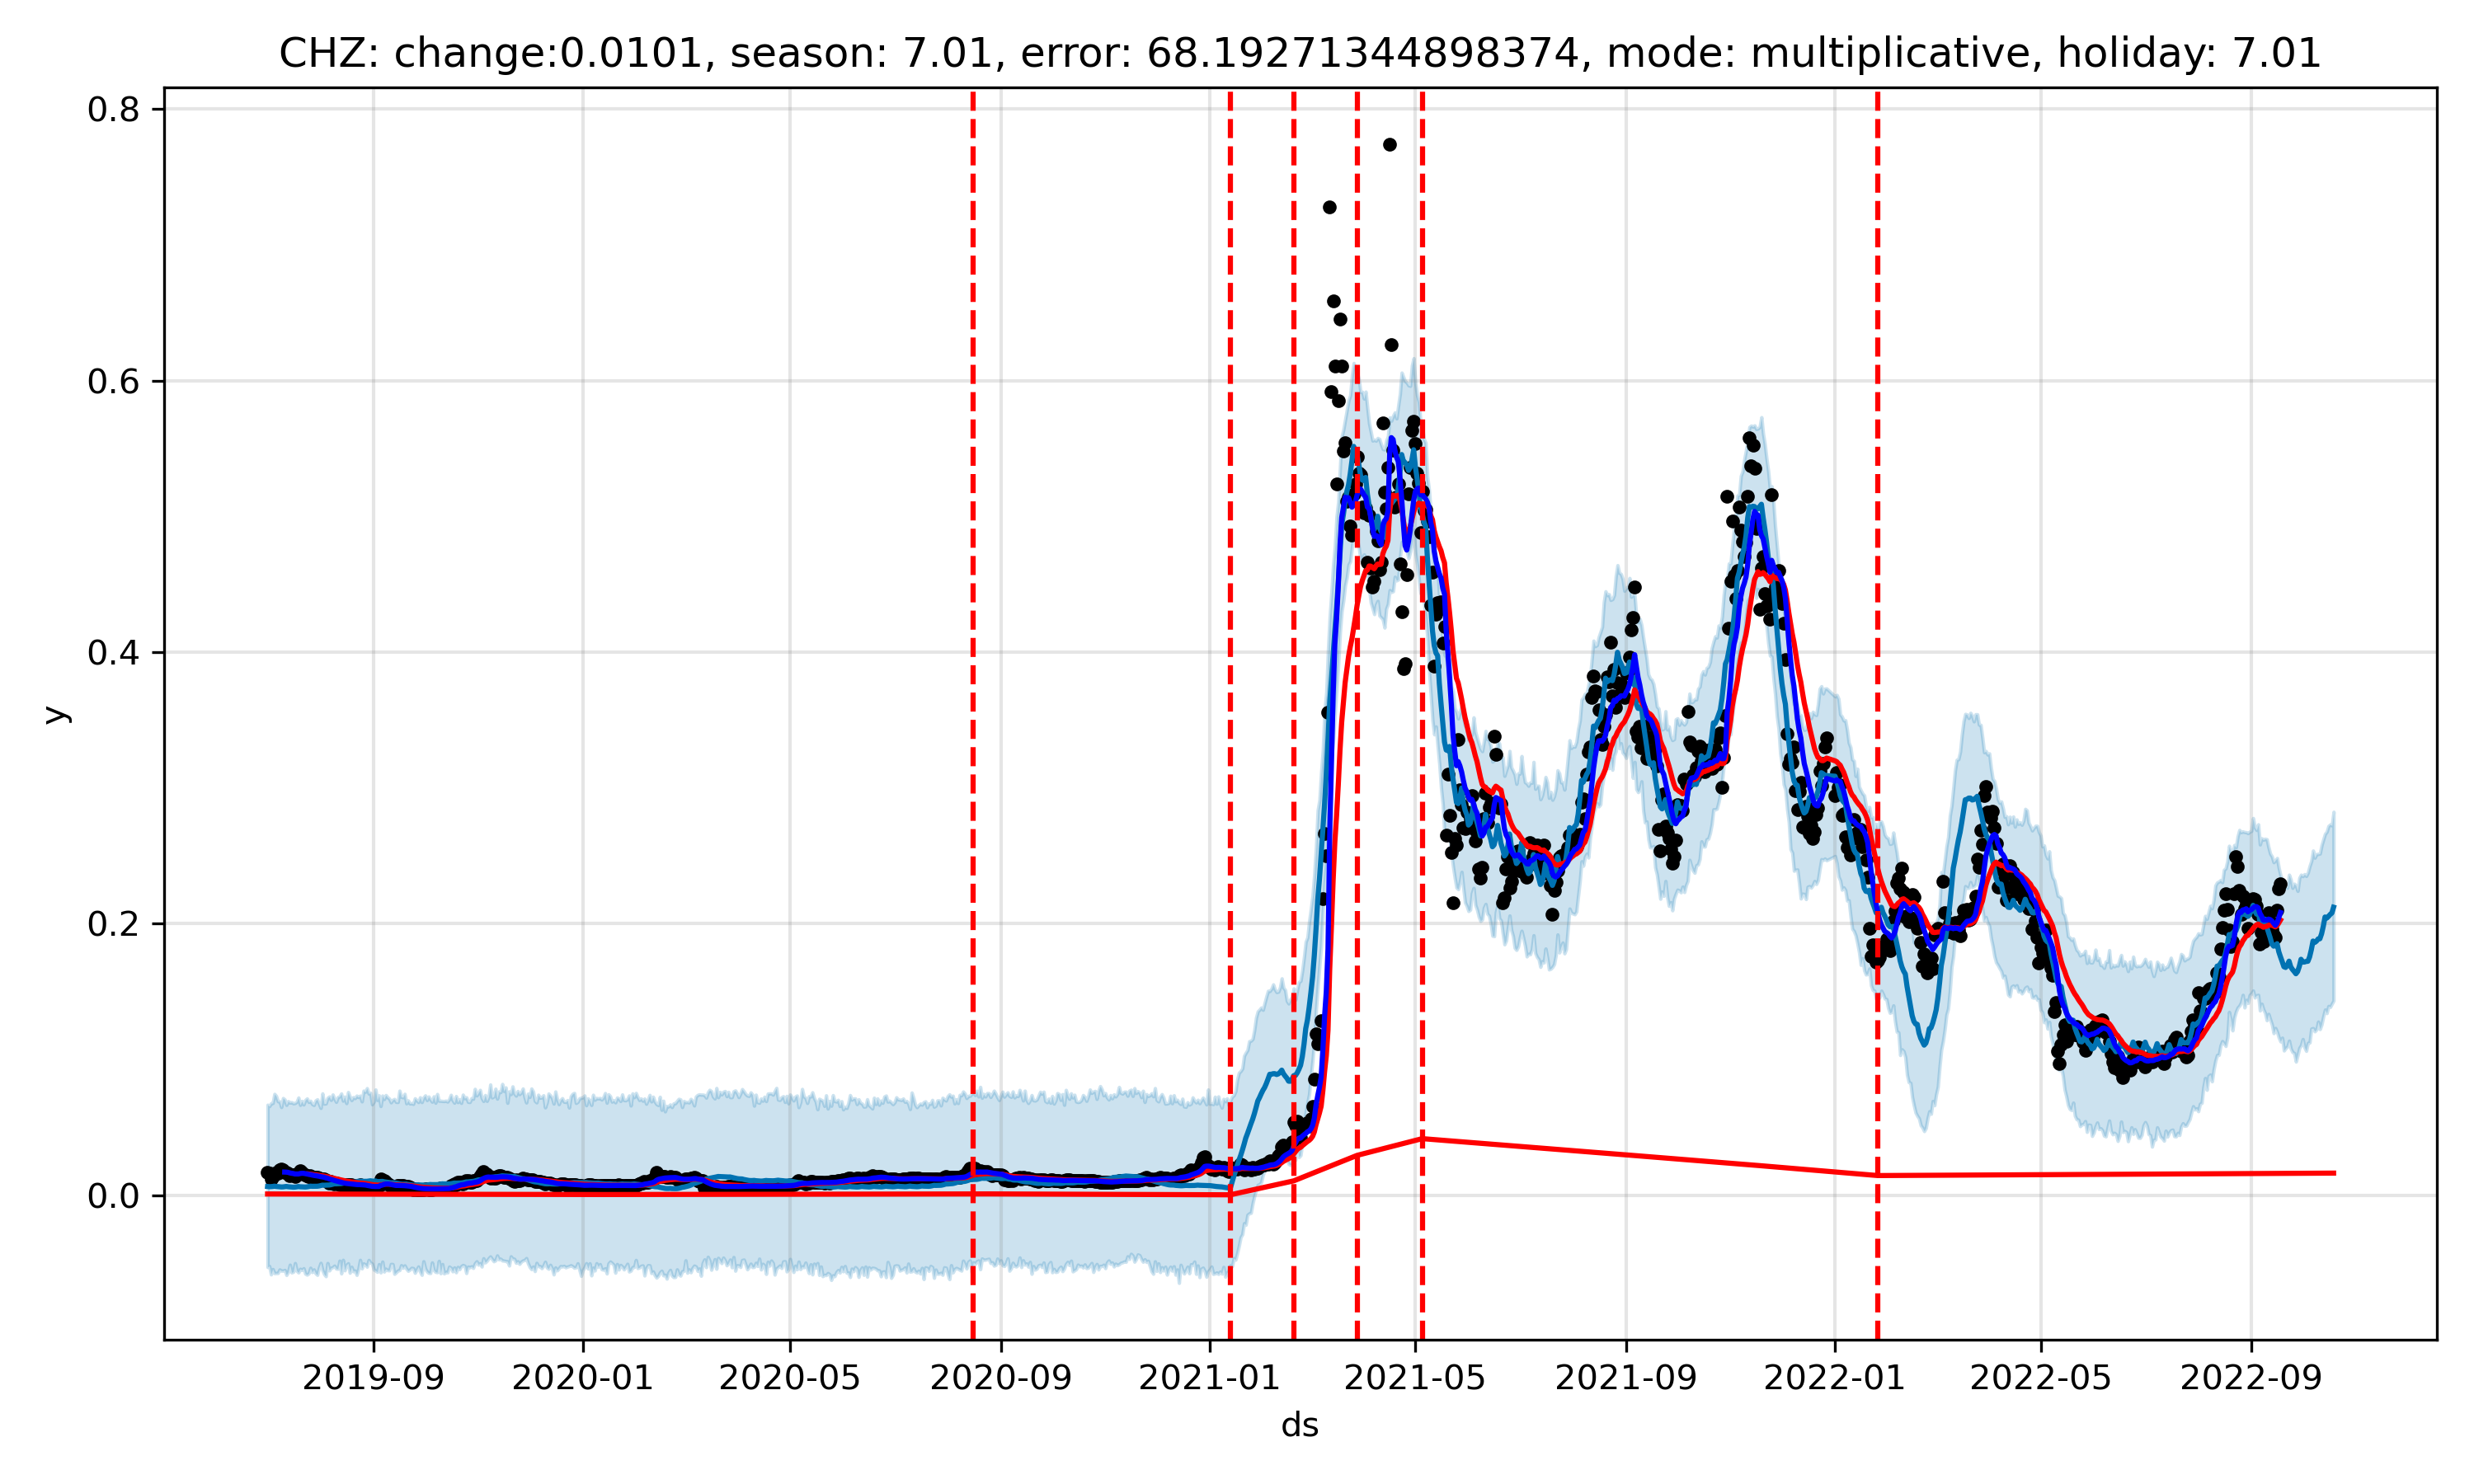 CHZ: change:0.0101, season: 7.01, error: 68.19271344898374, mode: multiplicative, holiday: 7.01
0.8
0.6
0.4
0.2
0.0
y
2019-09 2020-01 2020-05 2020-09 2021-01 2021-05 2021-09 2022-01 2022-05 2022-09
ds